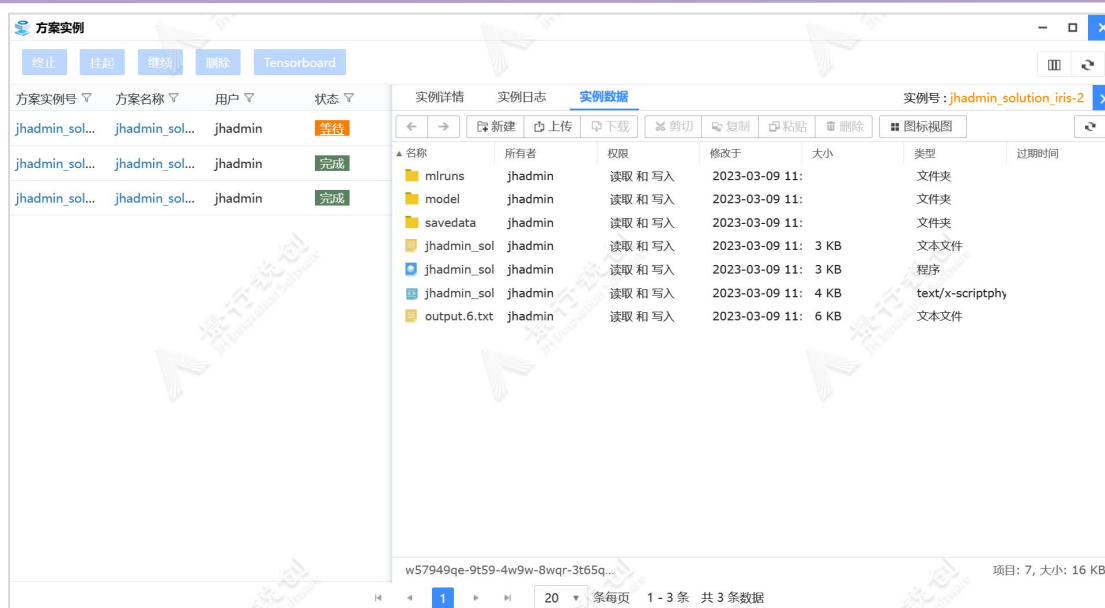 方案实例
终止 挂起 继续 删除 Tensorboard
方案实例号 方案名称 用户 状态
jhadmin_sol... jhadmin_sol... jhadmin 等待
jhadmin_sol... jhadmin_sol... jhadmin 完成
jhadmin_sol... jhadmin_sol... jhadmin 完成
实例详情 实例日志 实例数据 实例号 : jhadmin_solution_iris-2
新建 上传 下载 剪切 复制 粘贴 删除 图标视图
名称 所有者 权限 修改于 大小 类型 过期时间
mlruns jhadmin 读取 和 写入 2023-03-09 11: 文件夹
model jhadmin 读取 和 写入 2023-03-09 11: 文件夹
savedata jhadmin 读取 和 写入 2023-03-09 11: 文件夹
jhadmin_sol jhadmin 读取 和 写入 2023-03-09 11: 3 KB 文本文件
jhadmin_sol jhadmin 读取 和 写入 2023-03-09 11: 3 KB 程序
jhadmin_sol jhadmin 读取 和 写入 2023-03-09 11: 4 KB text/x-scriptphy
output.6.txt jhadmin 读取 和 写入 2023-03-09 11: 6 KB 文本文件
w57949qe-9t59-4w9w-8wqr-3t65q... 项目: 7, 大小: 16 KB
1 20 条每页 1 - 3 条 共 3 条数据